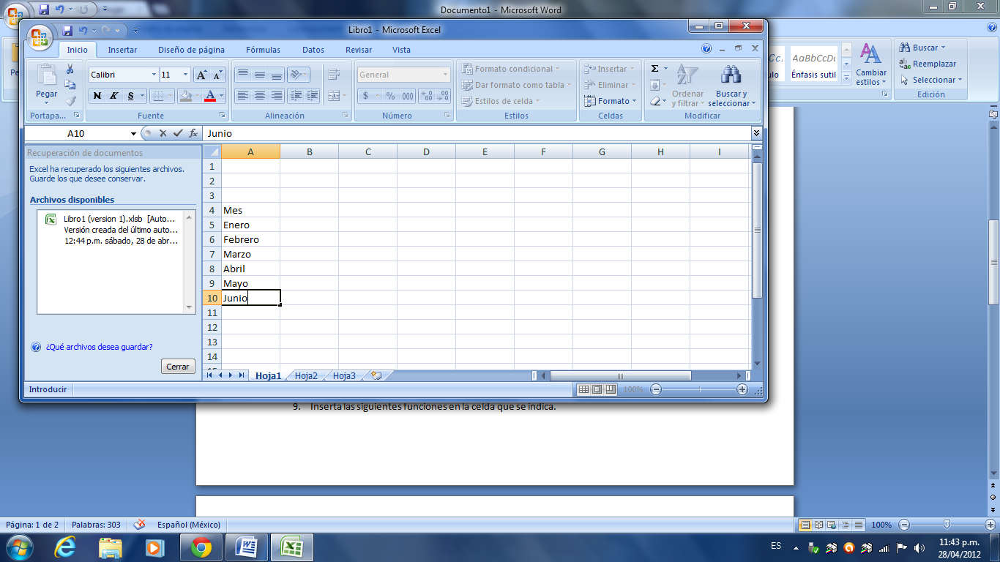 Documento1 - Microsoft Word
Libro1 - Microsoft Excel
Inicio Insertar Diseño de página Fórmulas Datos Revisar Vista
Calibri 11 General Formato condicional Insertar Σ
Pegar Dar formato como tabla Eliminar
N K S $ % 000 Estilos de celda Formato Ordenar y filtrar Buscar y seleccionar
Portapa... Fuente Alineación Número Estilos Celdas Modificar
AaBbCcDc
Énfasis sutil
Cambiar estilos
Buscar
Reemplazar
Seleccionar
Edición
A10 fx Junio
Recuperación de documentos
Excel ha recuperado los siguientes archivos.
Guarde los que desee conservar.
Archivos disponibles
Libro1 (version 1).xlsb [Auto...
Versión creada del último auto...
12:44 p.m. sábado, 28 de abr...
¿Qué archivos desea guardar?
Cerrar
A B C D E F G H I
1
2
3
4 Mes
5 Enero
6 Febrero
7 Marzo
8 Abril
9 Mayo
10 Junio
11
12
13
14
Hoja1 Hoja2 Hoja3
Introducir 100%
9. Inserta las siguientes funciones en la celda que se indica.
Página: 1 de 2 Palabras: 303 Español (México) 100%
ES 11:43 p.m.
28/04/2012